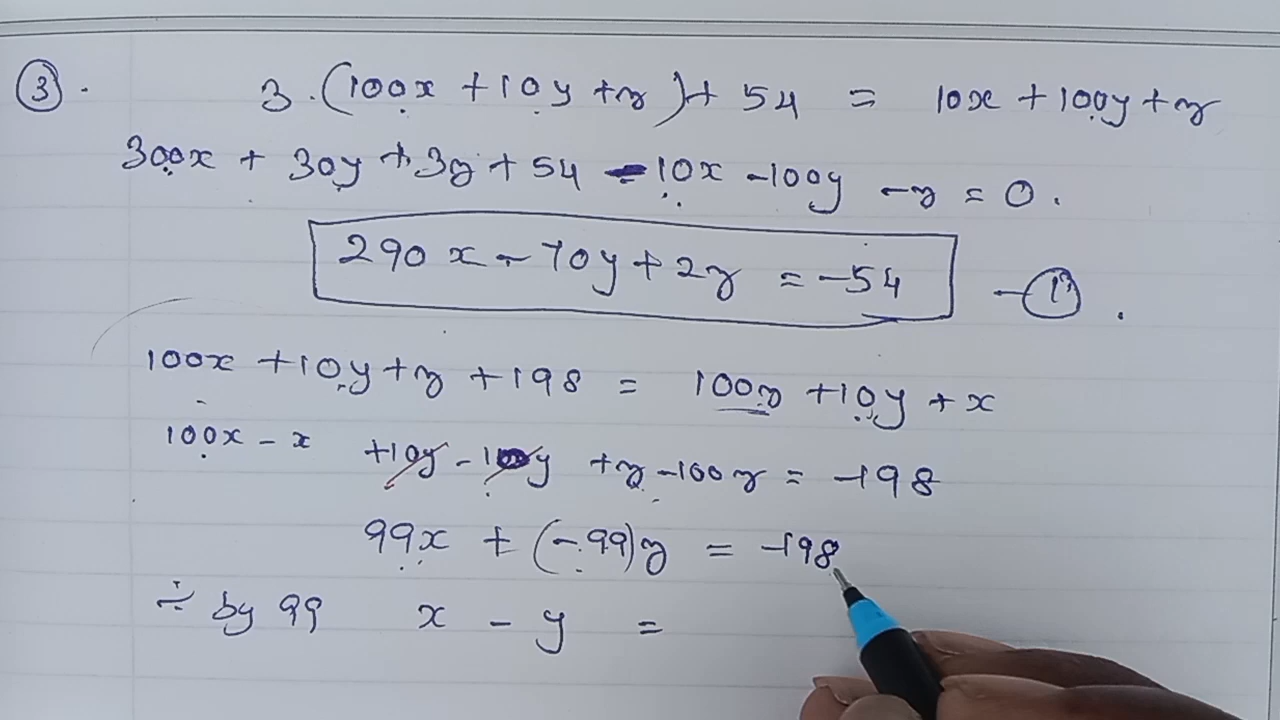 3. 3.(100x + 10y + z) + 54 = 10x + 100y + z
300x + 30y + 3z + 54 - 10x - 100y - z = 0.
290x - 70y + 2z = -54 - 1
100x + 10y + z + 198 = 100z + 10y + x
100x - x +10y - 10y + z - 100z = -198
99x + (-99)z = -198
÷ by 99 x - y =